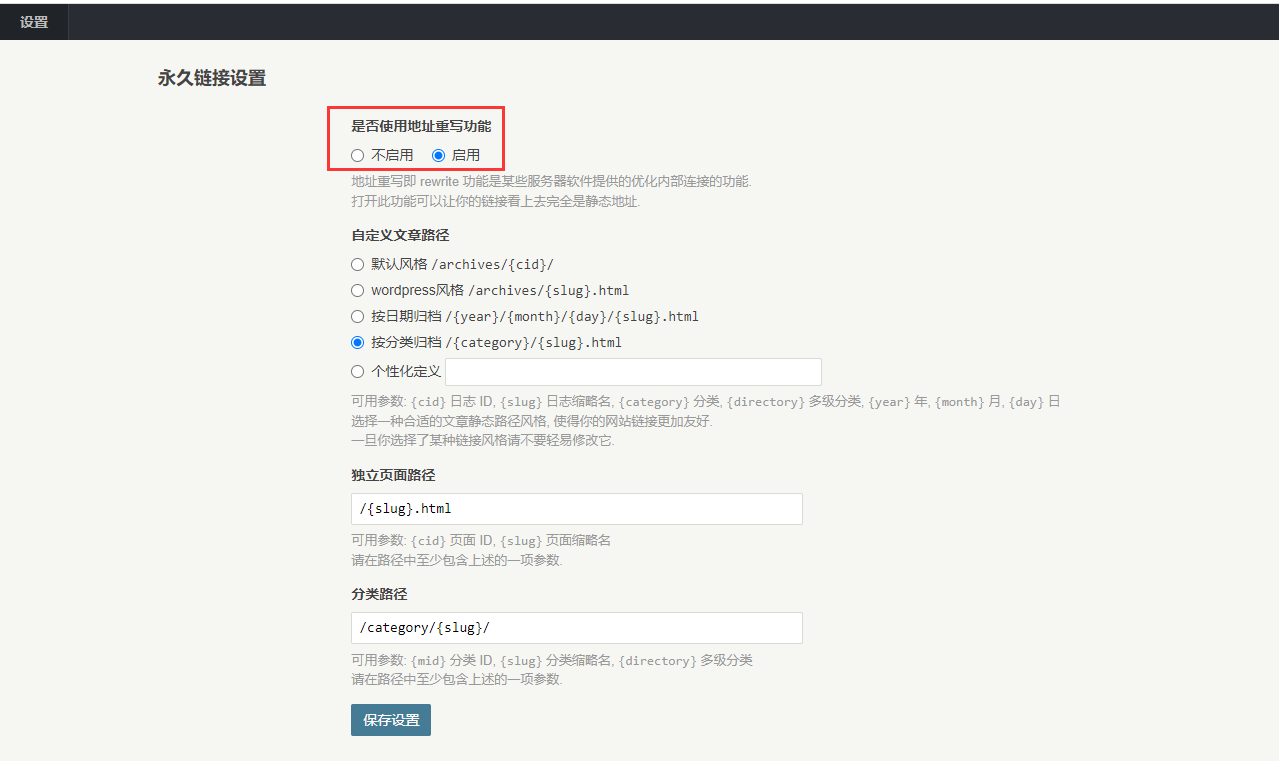 设置
永久链接设置
是否使用地址重写功能
不启用 启用
地址重写即 rewrite 功能是某些服务器软件提供的优化内部连接的功能.
打开此功能可以让你的链接看上去完全是静态地址.
自定义文章路径
默认风格 /archives/{cid}/
wordpress风格 /archives/{slug}.html
按日期归档 /{year}/{month}/{day}/{slug}.html
按分类归档 /{category}/{slug}.html
个性化定义
可用参数: {cid} 日志 ID, {slug} 日志缩略名, {category} 分类, {directory} 多级分类, {year} 年, {month} 月, {day} 日
选择一种合适的文章静态路径风格, 使得你的网站链接更加友好.
一旦你选择了某种链接风格请不要轻易修改它.
独立页面路径
/{slug}.html
可用参数: {cid} 页面 ID, {slug} 页面缩略名
请在路径中至少包含上述的一项参数.
分类路径
/category/{slug}/
可用参数: {mid} 分类 ID, {slug} 分类缩略名, {directory} 多级分类
请在路径中至少包含上述的一项参数.
保存设置